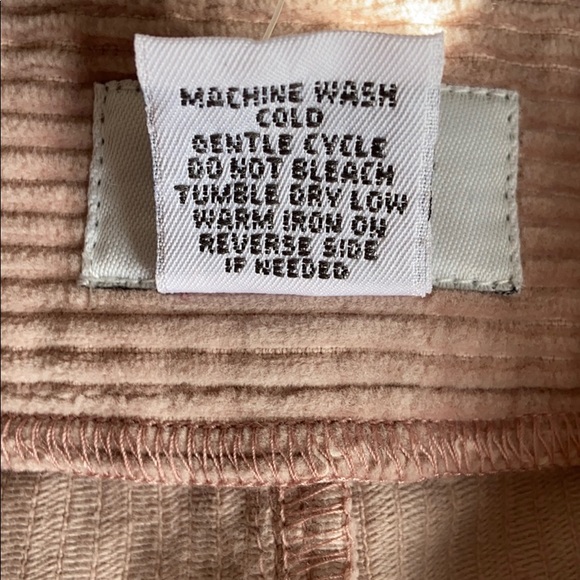 MACHINE WASH
COLD
GENTLE CYCLE
DO NOT BLEACH
TUMBLE DRY LOW
WARM IRON ON
REVERSE SIDE
IF NEEDED